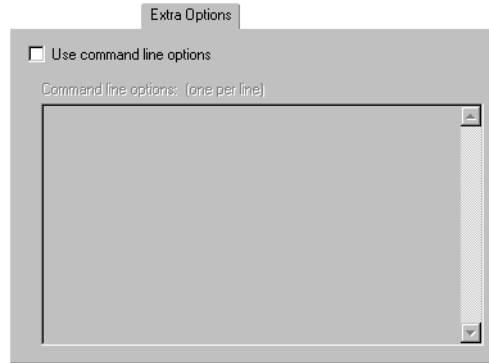 Extra Options
Use command line options
Command line options: (one per line)